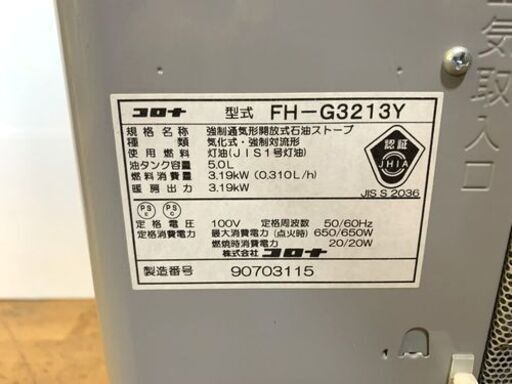 コロナ 型式 FH-G3213Y
規格名称 強制通気形開放式石油ストーブ
種類 気化式・強制対流形
使用燃料 灯油(JIS1号灯油)
油タンク容量 5.0L
燃料消費量 3.19kW (0.310L/h)
暖房出力 3.19kW
認証
JHIA
JIS S 2036
PS C PS E
定格電圧 100V 定格周波数 50/60Hz
定格消費電力 最大消費電力(点火時) 650/650W
燃焼時消費電力 20/20W
株式会社 コロナ
製造番号 90703115
気取入口